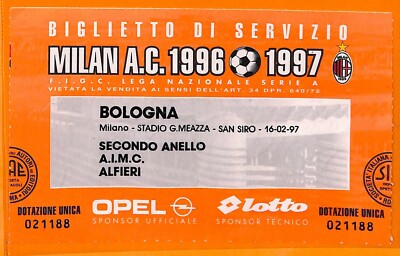 BIGLIETTO DI SERVIZIO
MILAN A.C. 1996 1997
F.I.G.C. LEGA NAZIONALE SERIE A
VIETATA LA VENDITA AI SENSI DELL'ART. 34 DPR. 640/72
BOLOGNA
Milano - STADIO G.MEAZZA - SAN SIRO - 16-02-97
SECONDO ANELLO
A.I.M.C.
ALFIERI
DOTAZIONE UNICA
021188
OPEL
SPONSOR UFFICIALE
lotto
SPONSOR TECNICO
DOTAZIONE UNICA
021188